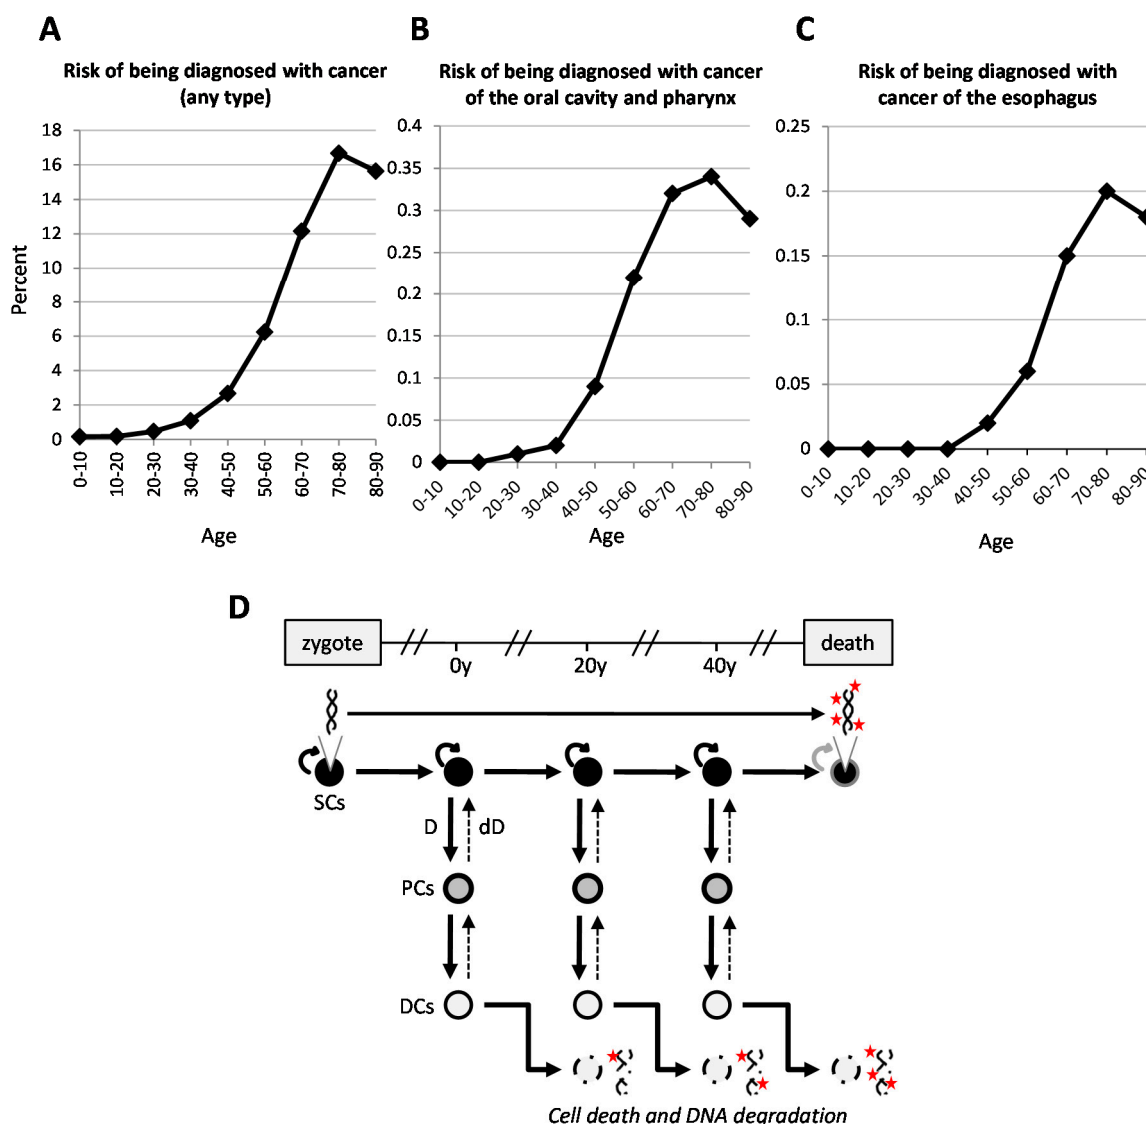 A
Risk of being diagnosed with cancer
(any type)
18
16
14
12
10
8
6
4
2
0
Percent
0-10
10-20
20-30
30-40
40-50
50-60
60-70
70-80
80-90
Age
B
Risk of being diagnosed with cancer
of the oral cavity and pharynx
0.4
0.35
0.3
0.25
0.2
0.15
0.1
0.05
0
0-10
10-20
20-30
30-40
40-50
50-60
60-70
70-80
80-90
Age
C
Risk of being diagnosed with
cancer of the esophagus
0.25
0.2
0.15
0.1
0.05
0
0-10
10-20
20-30
30-40
40-50
50-60
60-70
70-80
80-90
Age
D
zygote
0y
20y
40y
death
SCs
D
dD
PCs
DCs
Cell death and DNA degradation